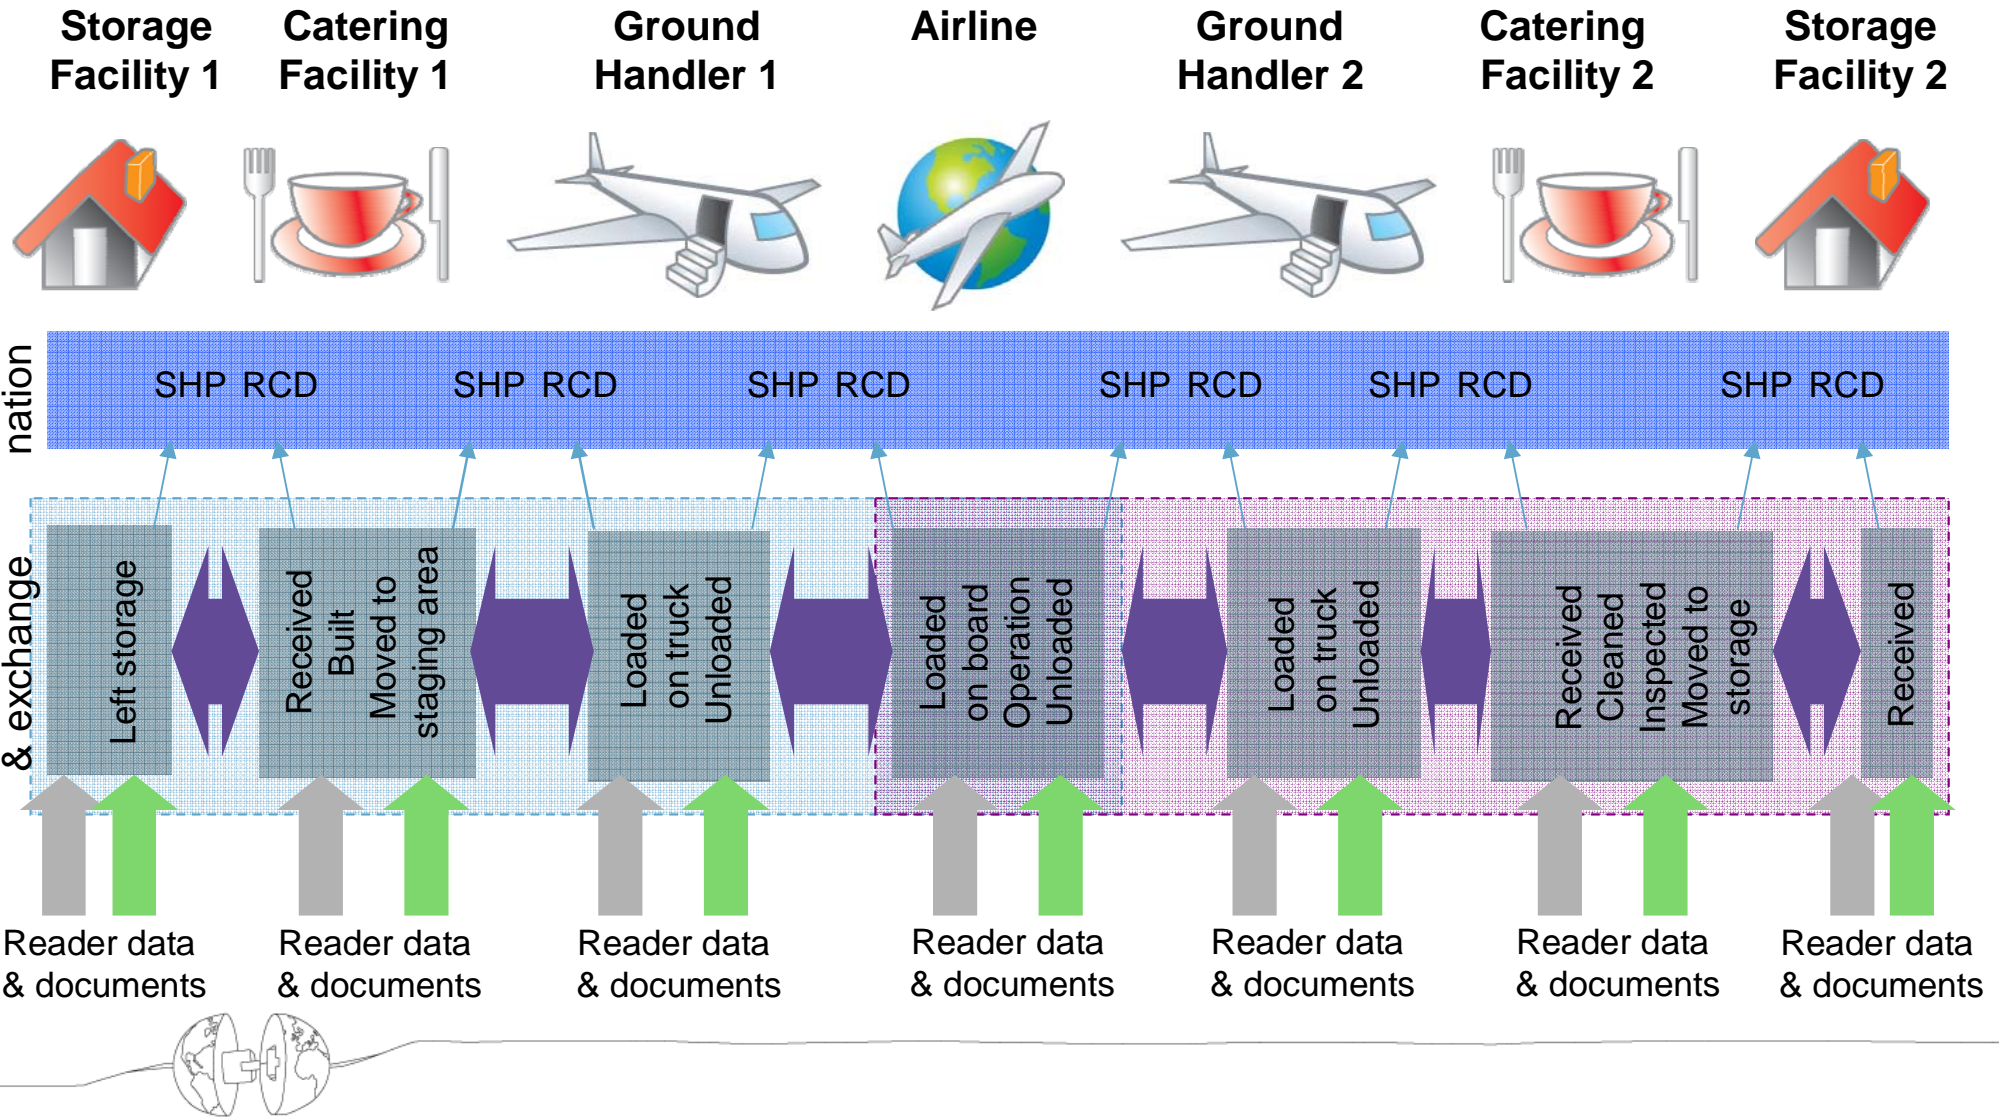 Storage
Facility 1
Catering
Facility 1
Ground
Handler 1
Airline
Ground
Handler 2
Catering
Facility 2
Storage
Facility 2
nation
SHP RCD
SHP RCD
SHP RCD
SHP RCD
SHP RCD
SHP RCD
& exchange
Left storage
Received
Built
Moved to
staging area
Loaded
on truck
Unloaded
Loaded
on board
Operation
Unloaded
Loaded
on truck
Unloaded
Received
Cleaned
Inspected
Moved to
storage
Received
Reader data
& documents
Reader data
& documents
Reader data
& documents
Reader data
& documents
Reader data
& documents
Reader data
& documents
Reader data
& documents